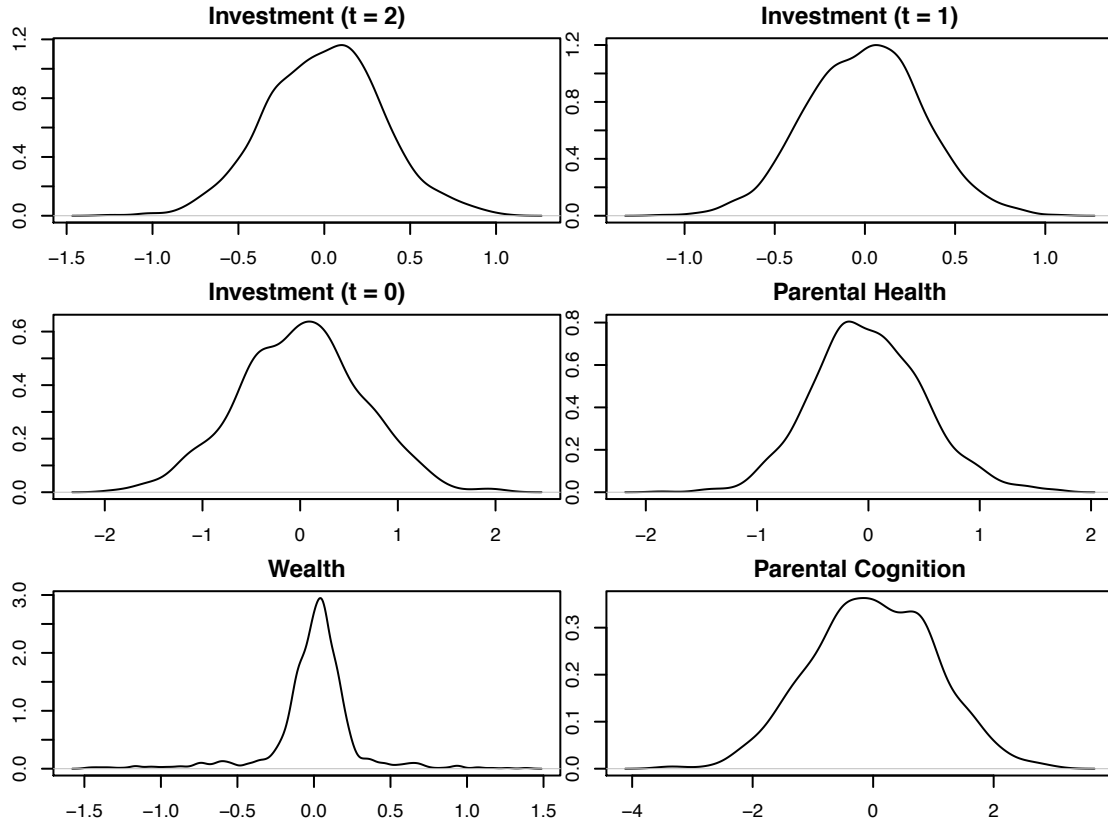 Investment (t = 2)
0.0 0.4 0.8 1.2
−1.5 −1.0 −0.5 0.0 0.5 1.0
Investment (t = 1)
0.0 0.4 0.8 1.2
−1.0 −0.5 0.0 0.5 1.0
Investment (t = 0)
0.0 0.2 0.4 0.6
−2 −1 0 1 2
Parental Health
0.0 0.2 0.4 0.6 0.8
−2 −1 0 1 2
Wealth
0.0 1.0 2.0 3.0
−1.5 −1.0 −0.5 0.0 0.5 1.0 1.5
Parental Cognition
0.0 0.1 0.2 0.3
−4 −2 0 2